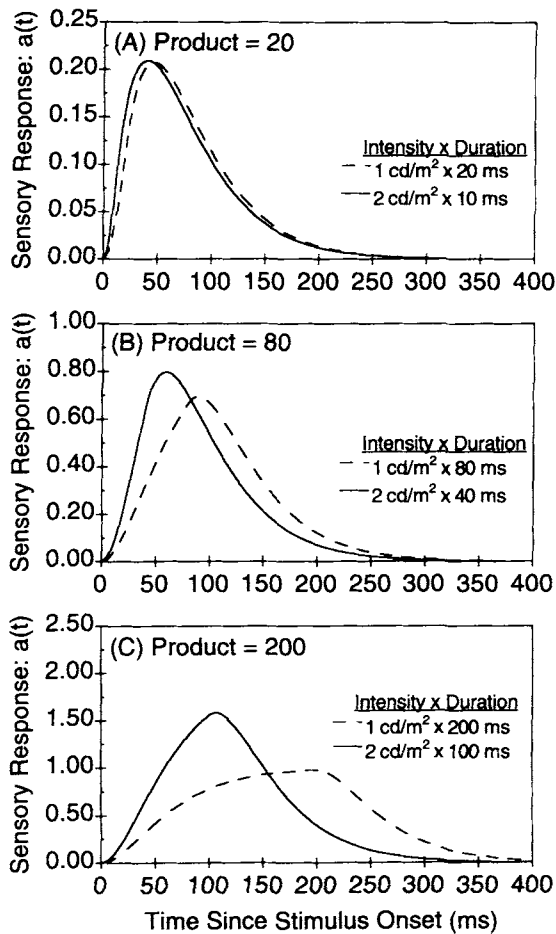 (A) Product = 20
Sensory Response: a(t)
0.25
0.20
0.15
0.10
0.05
0.00
Intensity x Duration
1 cd/m² x 20 ms
2 cd/m² x 10 ms
0 50 100 150 200 250 300 350 400
(B) Product = 80
Sensory Response: a(t)
1.00
0.80
0.60
0.40
0.20
0.00
Intensity x Duration
1 cd/m² x 80 ms
2 cd/m² x 40 ms
0 50 100 150 200 250 300 350 400
(C) Product = 200
Sensory Response: a(t)
2.50
2.00
1.50
1.00
0.50
0.00
Intensity x Duration
1 cd/m² x 200 ms
2 cd/m² x 100 ms
0 50 100 150 200 250 300 350 400
Time Since Stimulus Onset (ms)